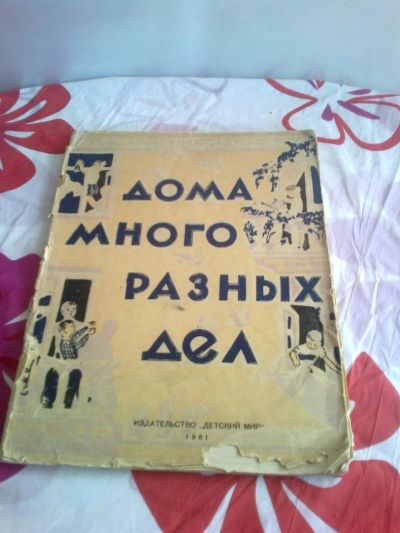 ДОМА
МНОГО
РАЗНЫХ
ДЕЛ
ИЗДАТЕЛЬСТВО „ДЕТСКИЙ МИР“
1961